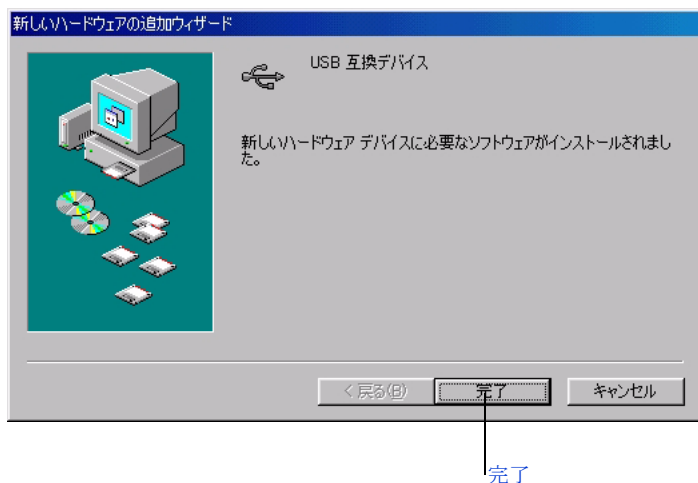 新しいハードウェアの追加ウィザード
USB 互換デバイス
新しいハードウェア デバイスに必要なソフトウェアがインストールされまし
た。
< 戻る(B)
完了
キャンセル
完了